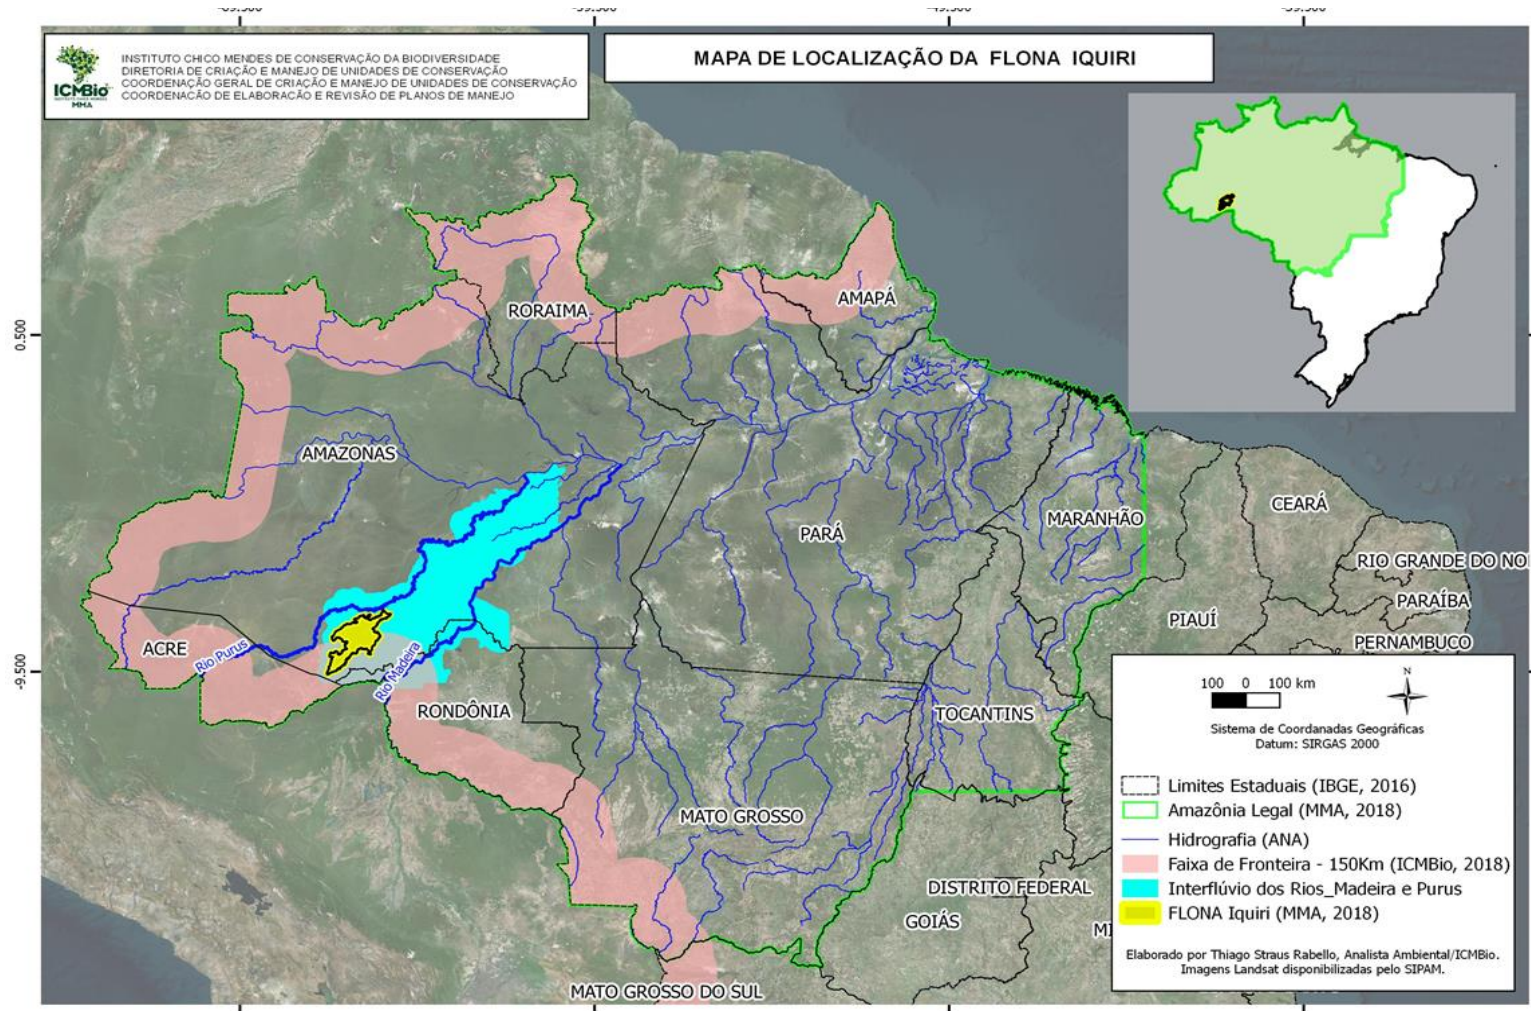 INSTITUTO CHICO MENDES DE CONSERVAÇÃO DA BIODIVERSIDADE
DIRETORIA DE CRIAÇÃO E MANEJO DE UNIDADES DE CONSERVAÇÃO
COORDENAÇÃO GERAL DE CRIAÇÃO E MANEJO DE UNIDADES DE CONSERVAÇÃO
COORDENACÃO DE ELABORACÃO E REVISÃO DE PLANOS DE MANEJO
ICMBio
MMA
MAPA DE LOCALIZAÇÃO DA FLONA IQUIRI
0.500
-9.500
RORAIMA
AMAPÁ
AMAZONAS
PARÁ
MARANHÃO
CEARÁ
RIO GRANDE DO NO
PARAÍBA
PERNAMBUCO
PIAUÍ
ACRE
Rio Purus
Rio Madeira
RONDÔNIA
TOCANTINS
MATO GROSSO
DISTRITO FEDERAL
GOIÁS
MI
MATO GROSSO DO SUL
100 0 100 km
N
Sistema de Coordanadas Geográficas
Datum: SIRGAS 2000
Limites Estaduais (IBGE, 2016)
Amazônia Legal (MMA, 2018)
Hidrografia (ANA)
Faixa de Fronteira - 150Km (ICMBio, 2018)
Interflúvio dos Rios_Madeira e Purus
FLONA Iquiri (MMA, 2018)
Elaborado por Thiago Straus Rabello, Analista Ambiental/ICMBio.
Imagens Landsat disponibilizadas pelo SIPAM.